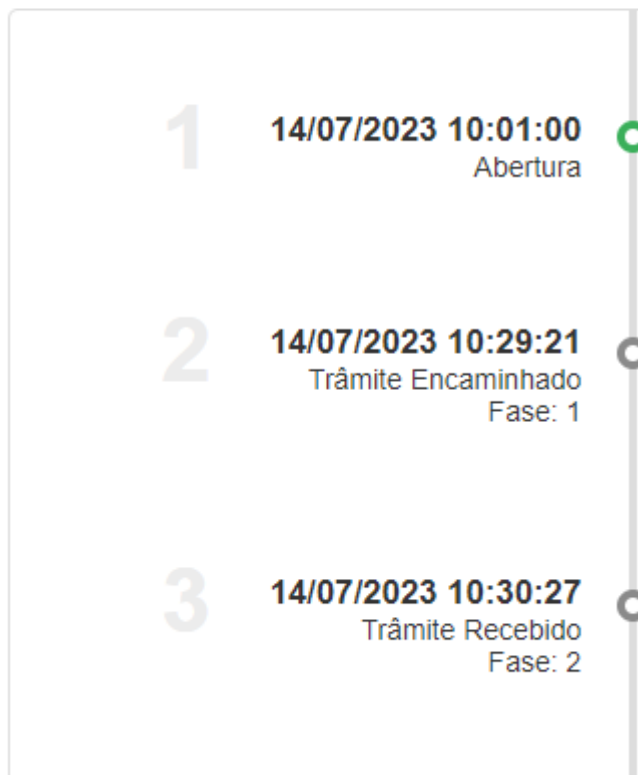 1
14/07/2023 10:01:00
Abertura
2
14/07/2023 10:29:21
Trâmite Encaminhado
Fase: 1
3
14/07/2023 10:30:27
Trâmite Recebido
Fase: 2